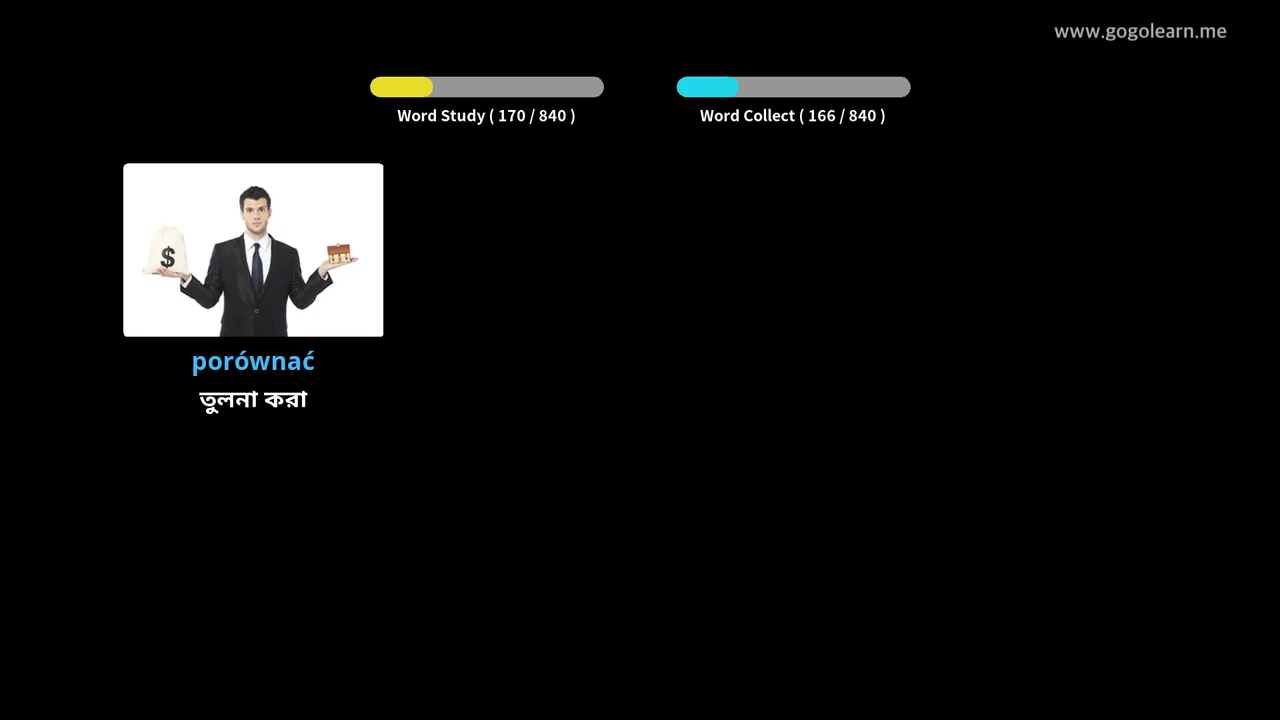 www.gogolearn.me
Word Study ( 170 / 840 )
Word Collect ( 166 / 840 )
$
porównać
তুলনা করা